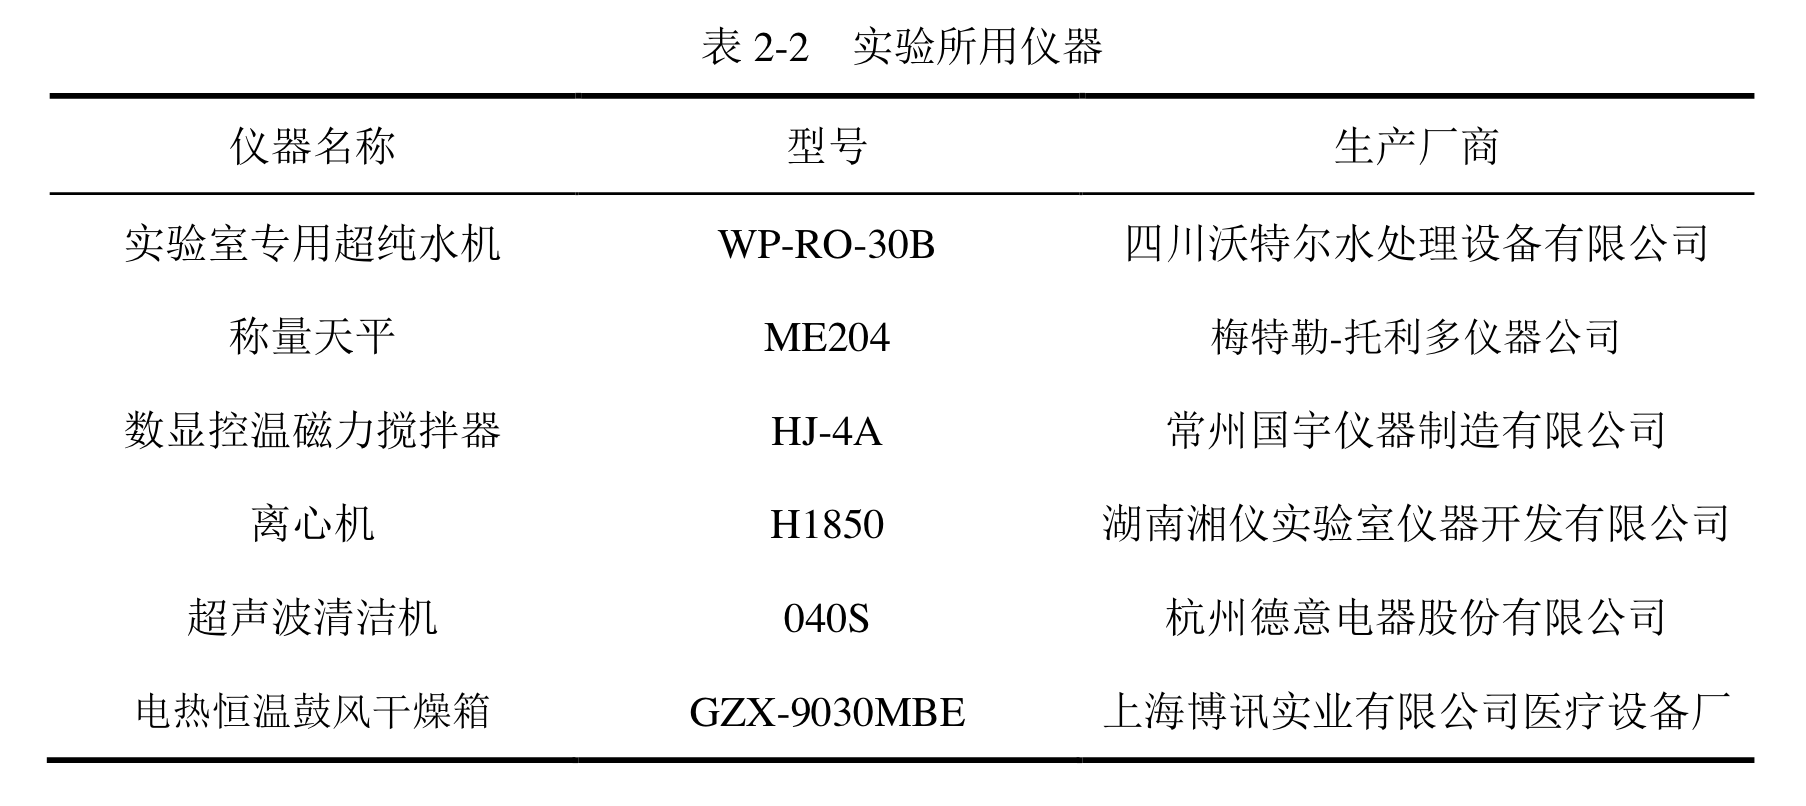 表 2-2 实验所用仪器
仪器名称 型号 生产厂商
实验室专用超纯水机 WP-RO-30B 四川沃特尔水处理设备有限公司
称量天平 ME204 梅特勒-托利多仪器公司
数显控温磁力搅拌器 HJ-4A 常州国宇仪器制造有限公司
离心机 H1850 湖南湘仪实验室仪器开发有限公司
超声波清洁机 040S 杭州德意电器股份有限公司
电热恒温鼓风干燥箱 GZX-9030MBE 上海博讯实业有限公司医疗设备厂